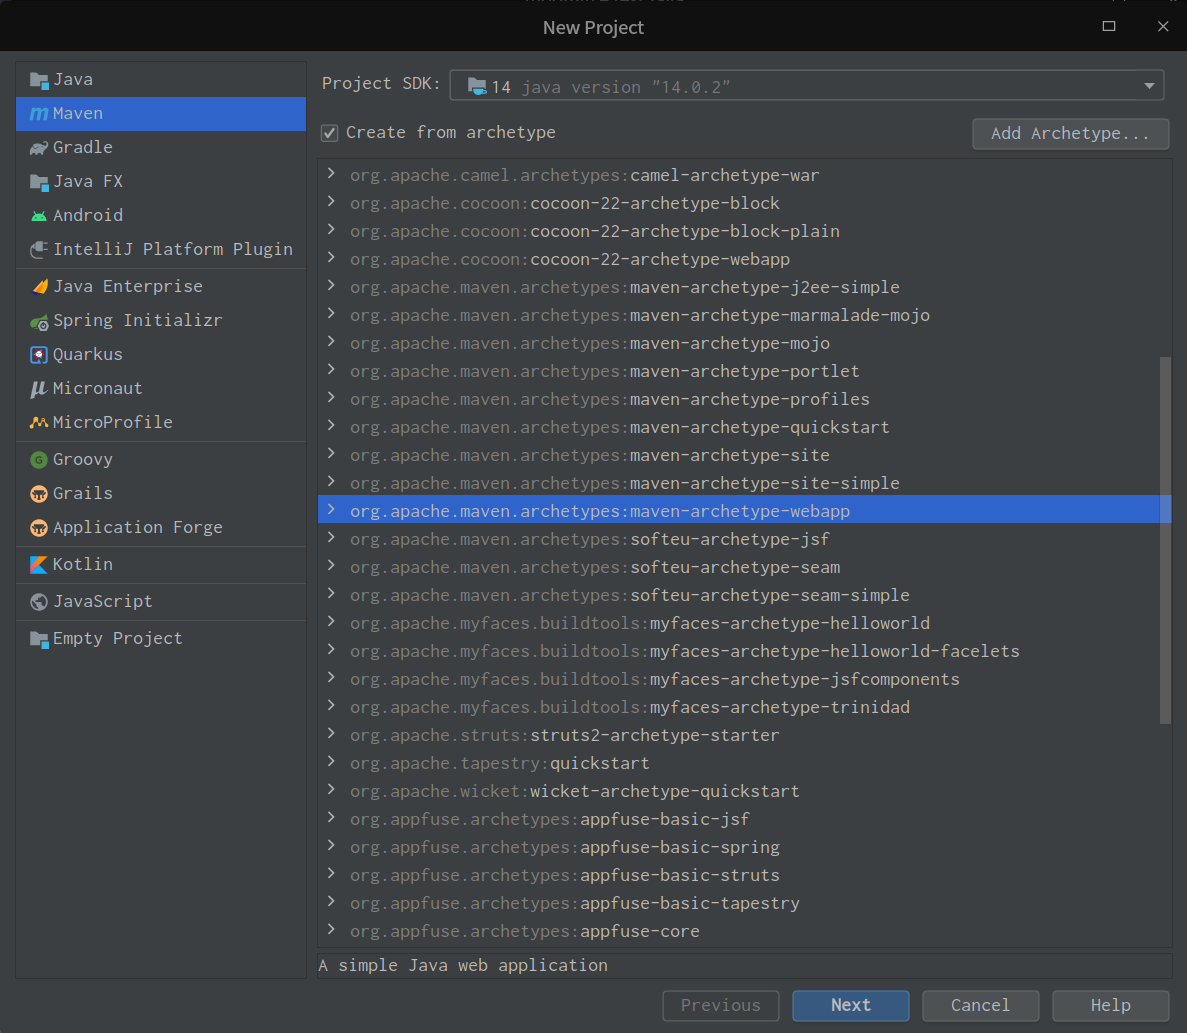 New Project
Java
Maven
Gradle
Java FX
Android
IntelliJ Platform Plugin
Java Enterprise
Spring Initializr
Quarkus
Micronaut
MicroProfile
Groovy
Grails
Application Forge
Kotlin
JavaScript
Empty Project
Project SDK: 14 java version "14.0.2"
Create from archetype
Add Archetype...
org.apache.camel.archetypes:camel-archetype-war
org.apache.cocoon:cocoon-22-archetype-block
org.apache.cocoon:cocoon-22-archetype-block-plain
org.apache.cocoon:cocoon-22-archetype-webapp
org.apache.maven.archetypes:maven-archetype-j2ee-simple
org.apache.maven.archetypes:maven-archetype-marmalade-mojo
org.apache.maven.archetypes:maven-archetype-mojo
org.apache.maven.archetypes:maven-archetype-portlet
org.apache.maven.archetypes:maven-archetype-profiles
org.apache.maven.archetypes:maven-archetype-quickstart
org.apache.maven.archetypes:maven-archetype-site
org.apache.maven.archetypes:maven-archetype-site-simple
org.apache.maven.archetypes:maven-archetype-webapp
org.apache.maven.archetypes:softeu-archetype-jsf
org.apache.maven.archetypes:softeu-archetype-seam
org.apache.maven.archetypes:softeu-archetype-seam-simple
org.apache.myfaces.buildtools:myfaces-archetype-helloworld
org.apache.myfaces.buildtools:myfaces-archetype-helloworld-facelets
org.apache.myfaces.buildtools:myfaces-archetype-jsfcomponents
org.apache.myfaces.buildtools:myfaces-archetype-trinidad
org.apache.struts:struts2-archetype-starter
org.apache.tapestry:quickstart
org.apache.wicket:wicket-archetype-quickstart
org.appfuse.archetypes:appfuse-basic-jsf
org.appfuse.archetypes:appfuse-basic-spring
org.appfuse.archetypes:appfuse-basic-struts
org.appfuse.archetypes:appfuse-basic-tapestry
org.appfuse.archetypes:appfuse-core
A simple Java web application
Previous
Next
Cancel
Help